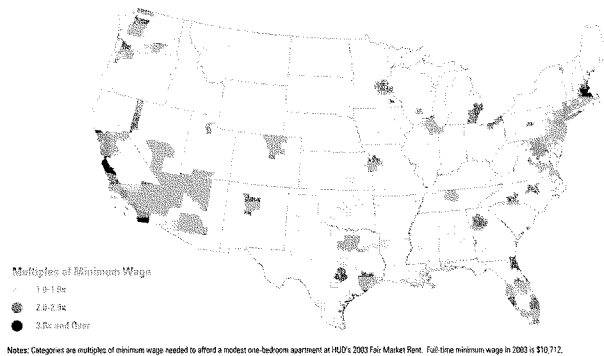 Multiples of Minimum Wage
1.0-1.9x
2.0-2.9x
3.0x and Over
Notes: Categories are multiples of minimum wage needed to afford a modest one-bedroom apartment at HUD's 2003 Fair Market Rent. Full-time minimum wage in 2003 is $10,712.